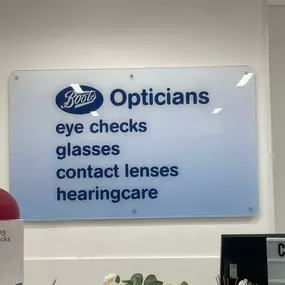 Boots Opticians
eye checks
glasses
contact lenses
hearingcare